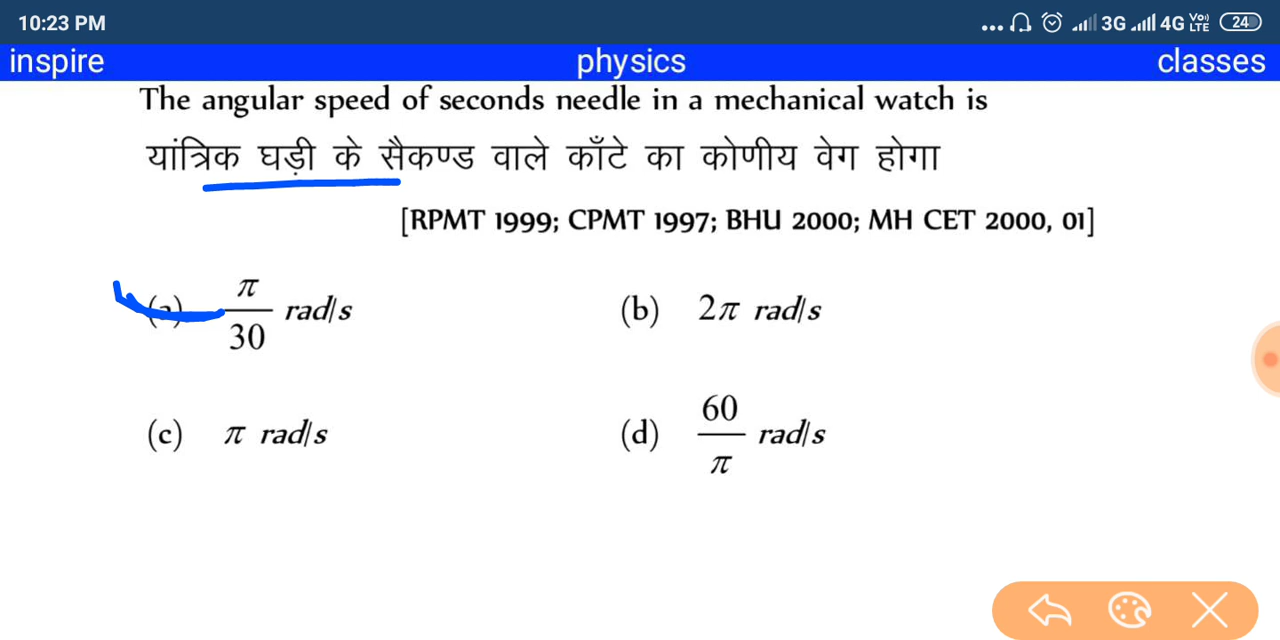 10:23 PM ... 3G 4G VoLTE 24
inspire physics classes
The angular speed of seconds needle in a mechanical watch is
यांत्रिक घड़ी के सैकण्ड वाले काँटे का कोणीय वेग होगा
[RPMT 1999; CPMT 1997; BHU 2000; MH CET 2000, 01]
(a) π/30 rad/s (b) 2π rad/s
(c) π rad/s (d) 60/π rad/s